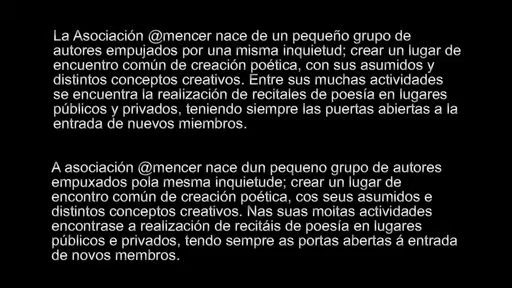 La Asociación @mencer nace de un pequeño grupo de
autores empujados por una misma inquietud; crear un lugar de
encuentro común de creación poética, con sus asumidos y
distintos conceptos creativos. Entre sus muchas actividades
se encuentra la realización de recitales de poesía en lugares
públicos y privados, teniendo siempre las puertas abiertas a la
entrada de nuevos miembros.
A asociación @mencer nace dun pequeno grupo de autores
empuxados pola mesma inquietude; crear un lugar de
encontro común de creación poética, cos seus asumidos e
distintos conceptos creativos. Nas suas moitas actividades
encontrase a realización de recitáis de poesía en lugares
públicos e privados, tendo sempre as portas abertas á entrada
de novos membros.